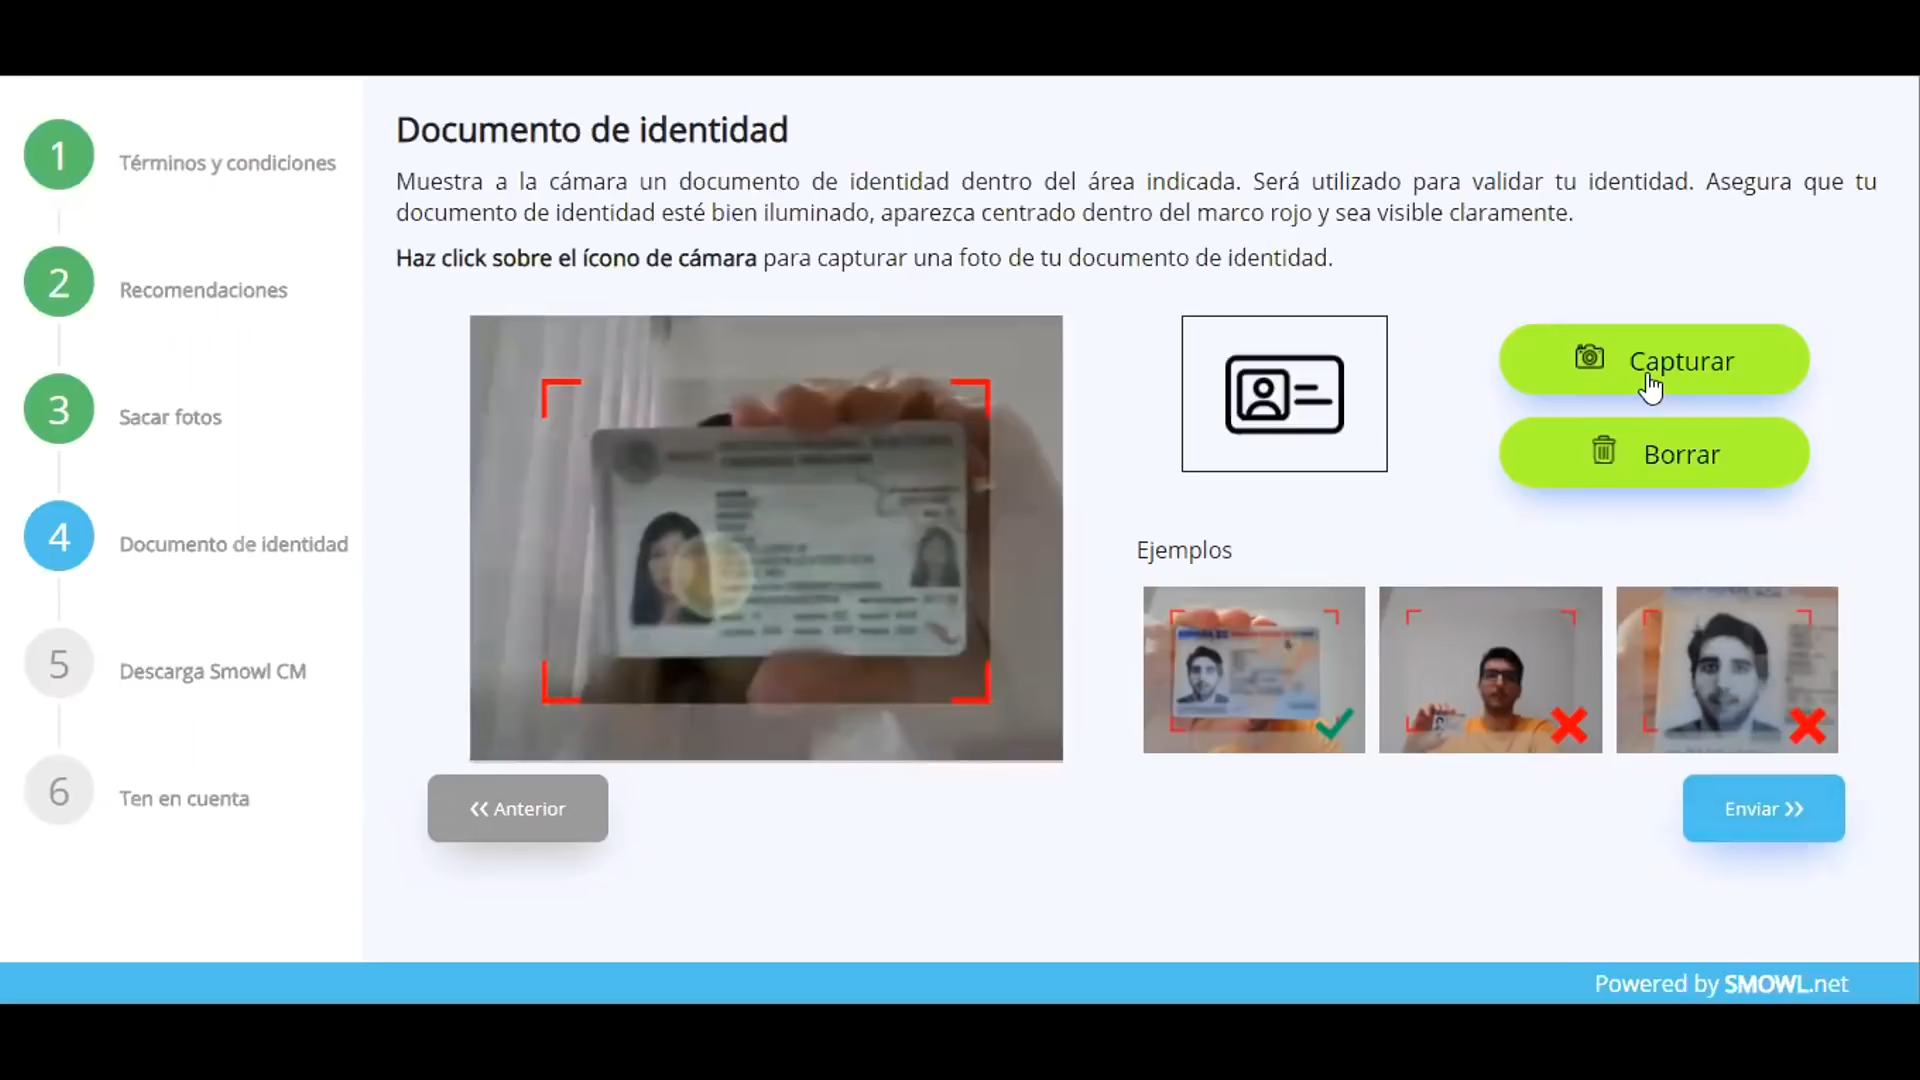 1 Términos y condiciones
2 Recomendaciones
3 Sacar fotos
4 Documento de identidad
5 Descarga Smowl CM
6 Ten en cuenta
Documento de identidad
Muestra a la cámara un documento de identidad dentro del área indicada. Será utilizado para validar tu identidad. Asegura que tu
documento de identidad esté bien iluminado, aparezca centrado dentro del marco rojo y sea visible claramente.
Haz click sobre el ícono de cámara para capturar una foto de tu documento de identidad.
Capturar
Borrar
Ejemplos
« Anterior
Enviar »
Powered by SMOWL.net